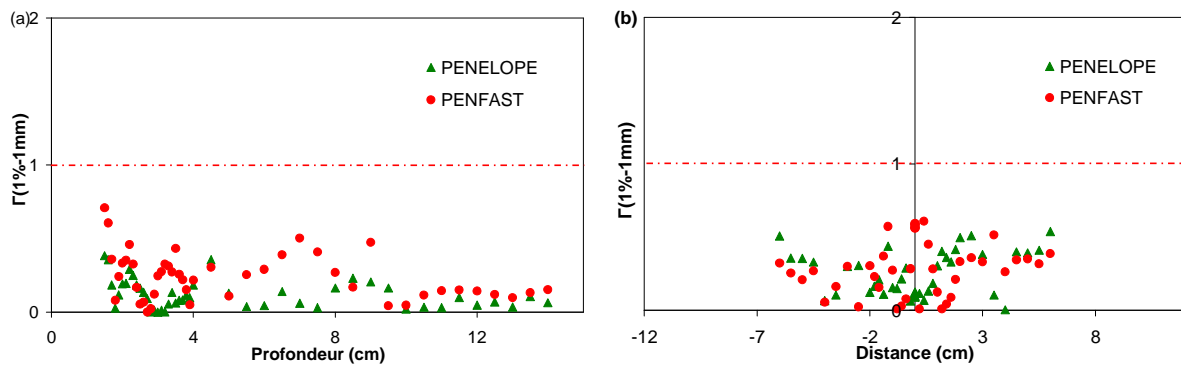 (a)
2
1
0
Γ(1%-1mm)
PENELOPE
PENFAST
0
4
8
12
Profondeur (cm)
(b)
2
1
0
Γ(1%-1mm)
PENELOPE
PENFAST
-12
-7
-2
3
8
Distance (cm)